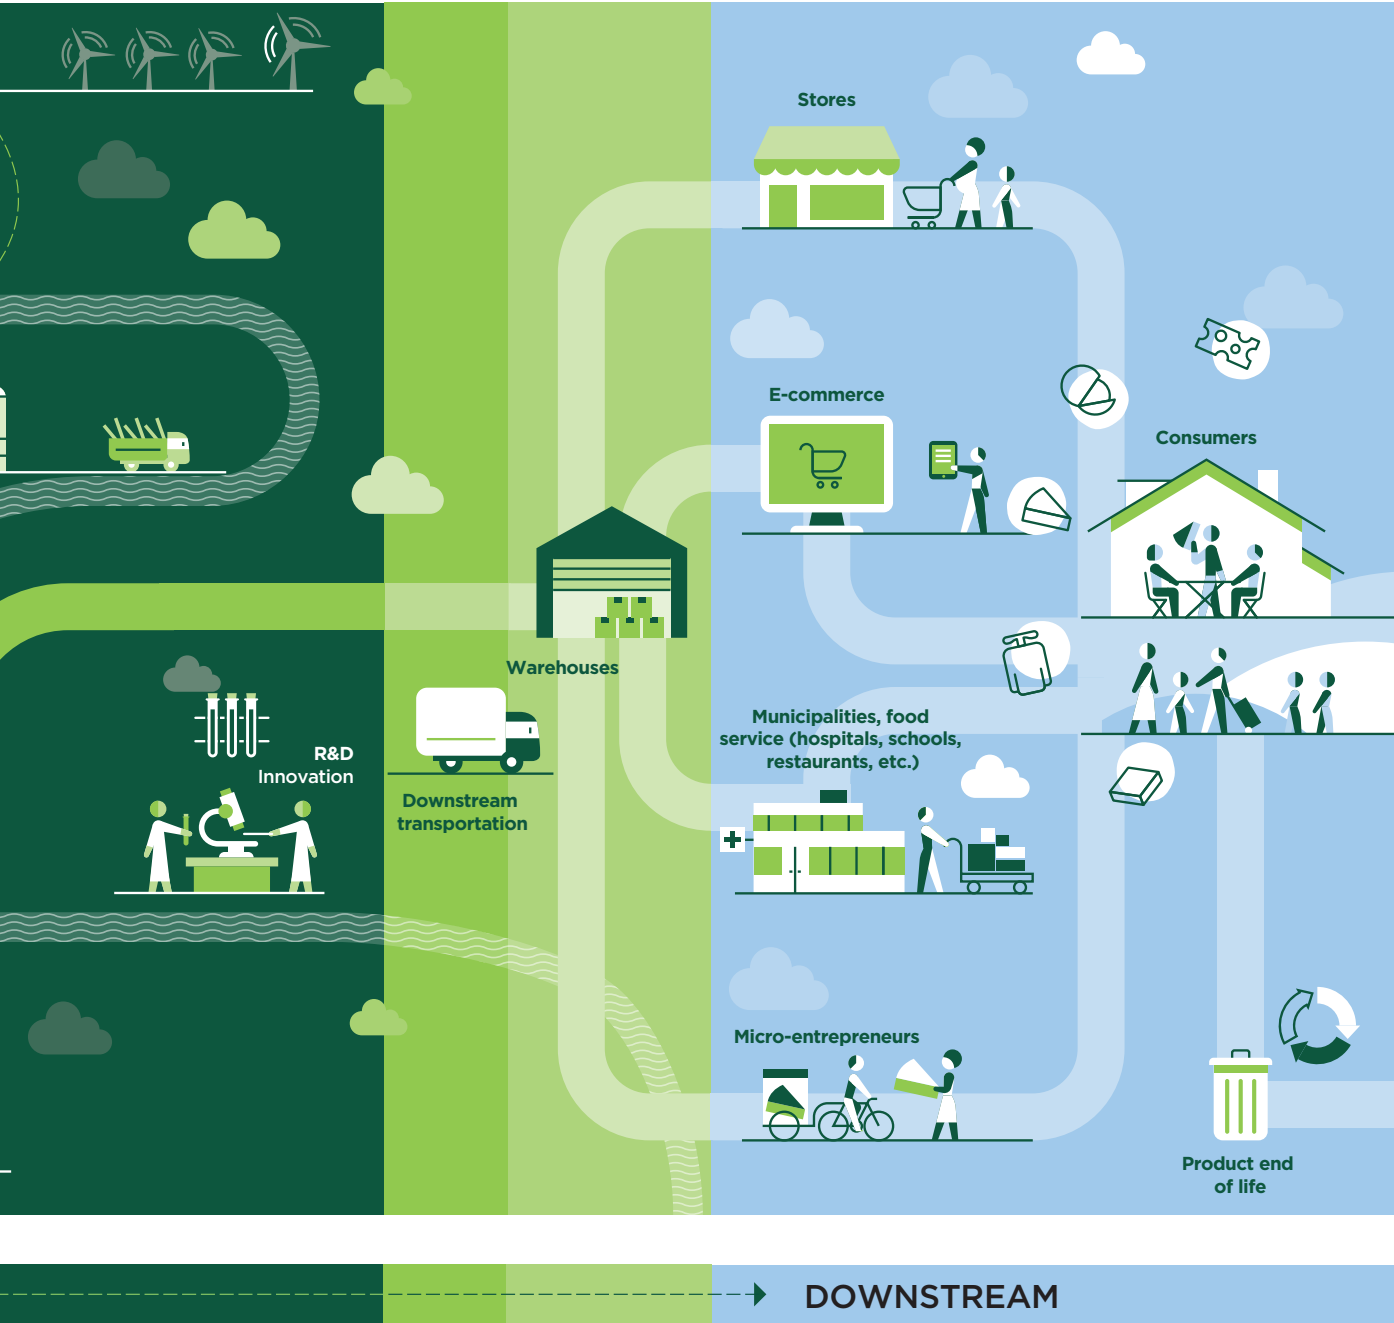 Stores
E-commerce
Consumers
Warehouses
Municipalities, food
service (hospitals, schools,
restaurants, etc.)
R&D
Innovation
Downstream
transportation
Micro-entrepreneurs
Product end
of life
DOWNSTREAM